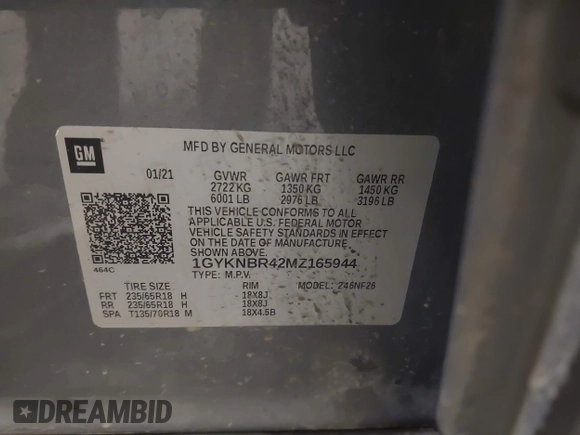 GM
MFD BY GENERAL MOTORS LLC
01/21 GVWR GAWR FRT GAWR RR
2722 KG 1350 KG 1450 KG
6001 LB 2976 LB 3196 LB
THIS VEHICLE CONFORMS TO ALL
APPLICABLE U.S. FEDERAL MOTOR
VEHICLE SAFETY STANDARDS IN EFFECT
ON THE DATE OF MANUFACTURE
SHOWN ABOVE.
464C
1GYKNBR42MZ165944
TYPE: M.P.V.
TIRE SIZE RIM MODEL: Z46NF26
FRT 235/65R18 H 18X8J
RR 235/65R18 H 18X8J
SPA T135/70R18 M 18X4.5B
DREAMBID